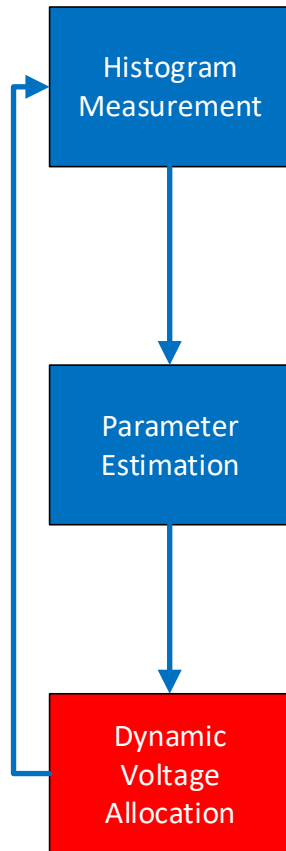 Histogram
Measurement
Parameter
Estimation
Dynamic
Voltage
Allocation